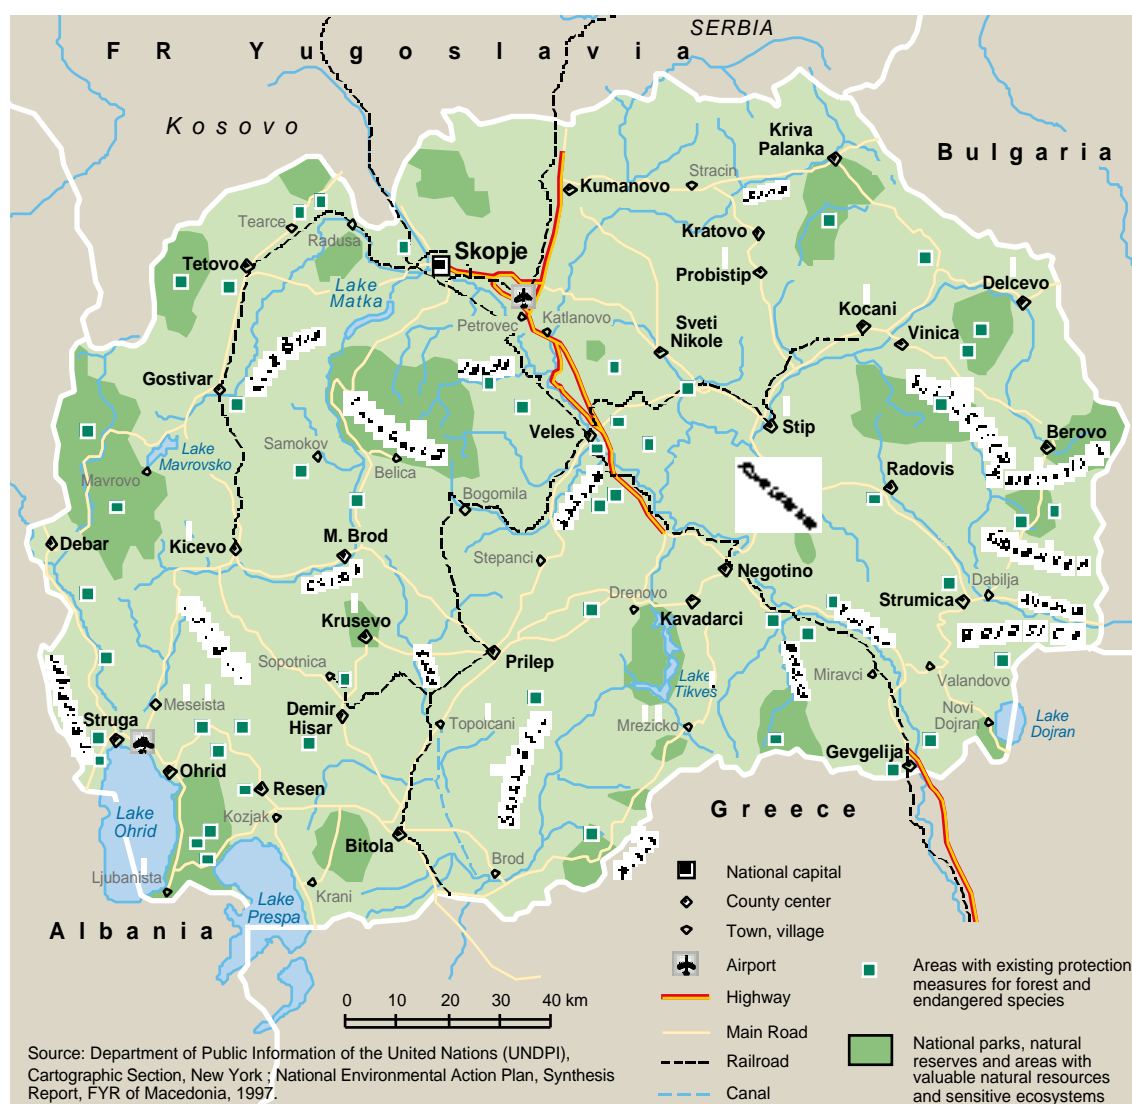 FR Yugoslavia
SERBIA
Kosovo
Kriva
Palanka
Bulgaria
Stracin
Kumanovo
Tearce
Radusa
Kratovo
Skopje
Tetovo
Probistip
Lake
Matka
Delcevo
Kocani
Petrovec
Katlanovo
Sveti
Nikole
Vinica
Gostivar
Veles
Stip
Berovo
Samokov
Lake
Mavrovsko
Belica
Radovis
Mavrovo
Bogomila
M. Brod
Debar
Kicevo
Stepanci
Negotino
Dabilja
Drenovo
Strumica
Krusevo
Kavadarci
Sopotnica
Prilep
Lake
Tikves
Miravci
Valandovo
Meseista
Struga
Demir
Hisar
Topolcani
Mrezicko
Novi
Dojran
Lake
Dojran
Gevgelija
Ohrid
Resen
Lake
Ohrid
Kozjak
Greece
Bitola
Brod
Ljubanista
Krani
Lake
Prespa
Albania
National capital
County center
Town, village
Airport
Highway
Main Road
Railroad
Canal
Areas with existing protection
measures for forest and
endangered species
National parks, natural
reserves and areas with
valuable natural resources
and sensitive ecosystems
0 10 20 30 40 km
Source: Department of Public Information of the United Nations (UNDPI),
Cartographic Section, New York ; National Environmental Action Plan, Synthesis
Report, FYR of Macedonia, 1997.